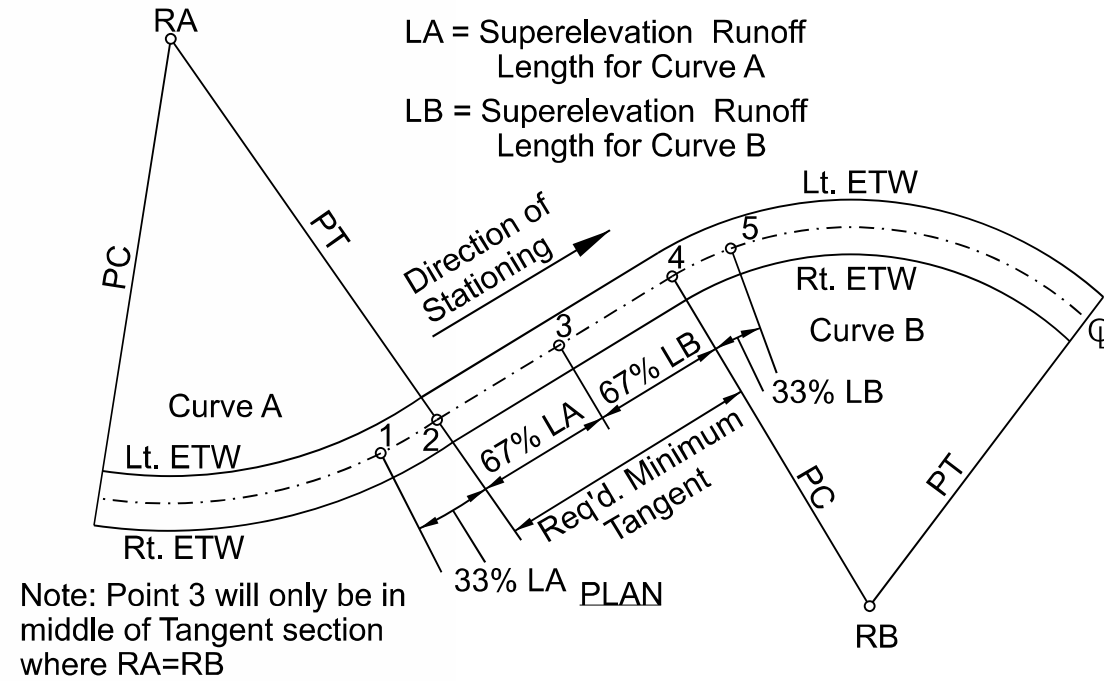 RA
LA = Superelevation Runoff
Length for Curve A
LB = Superelevation Runoff
Length for Curve B
Lt. ETW
PT
Direction of
Stationing
PC
5
4
Rt. ETW
3
Curve B
℄
67% LB
33% LB
Curve A
1
2
67% LA
Lt. ETW
Req'd. Minimum
Tangent
PC
PT
Rt. ETW
33% LA
PLAN
Note: Point 3 will only be in
middle of Tangent section
where RA=RB
RB